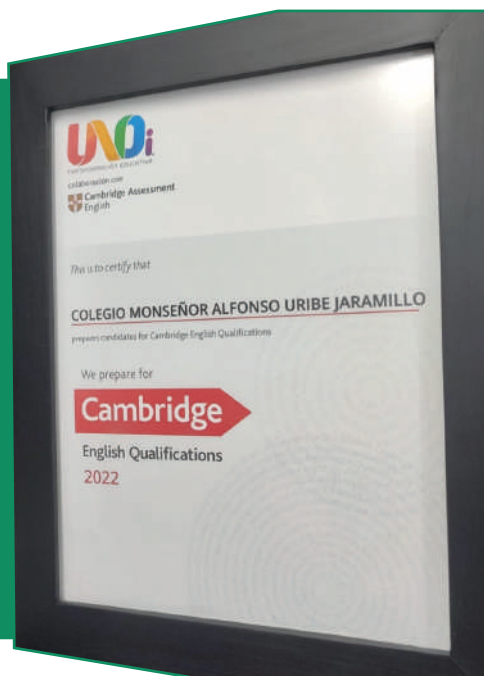 UNOi
colaboración con
Cambridge Assessment
English
This is to certify that
COLEGIO MONSEÑOR ALFONSO URIBE JARAMILLO
prepares candidates for Cambridge English Qualifications
We prepare for
Cambridge
English Qualifications
2022